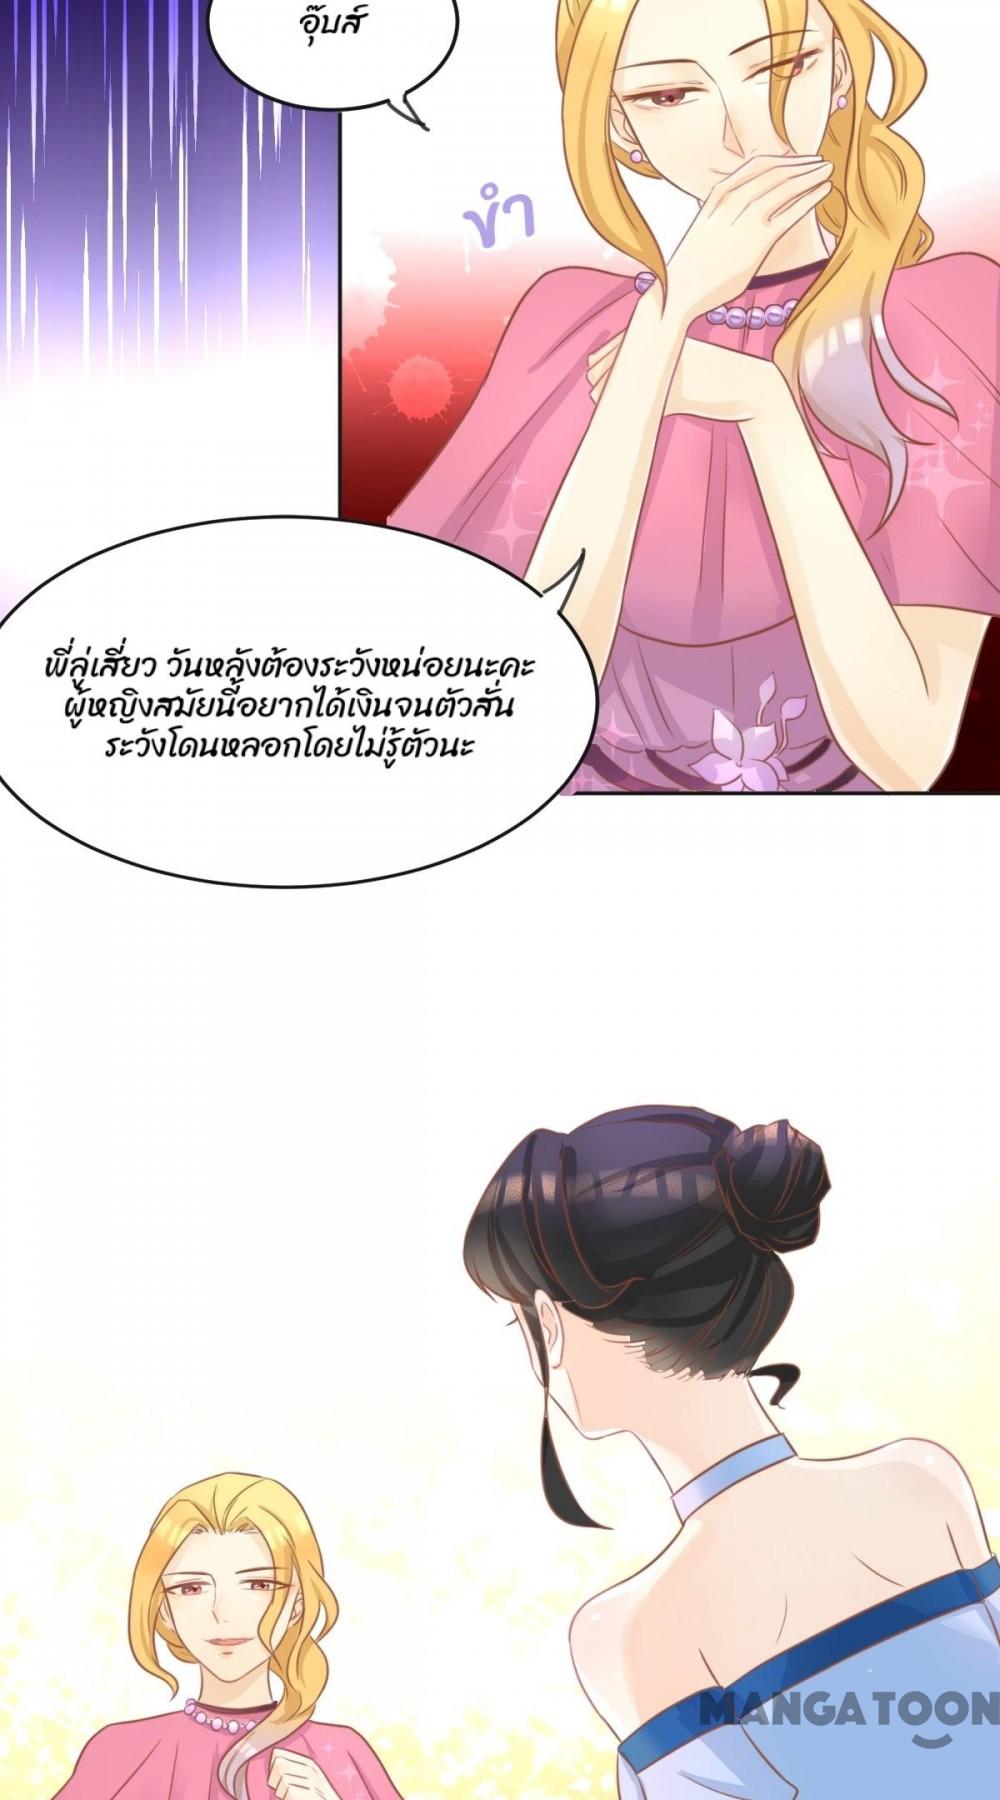 อุ๊บส์
ขำ
พี่ลู่เสี่ยว วันหลังต้องระวังหน่อยนะคะ
ผู้หญิงสมัยนี้อยากได้เงินจนตัวสั่น
ระวังโดนหลอกโดยไม่รู้ตัวนะ
MANGATOON